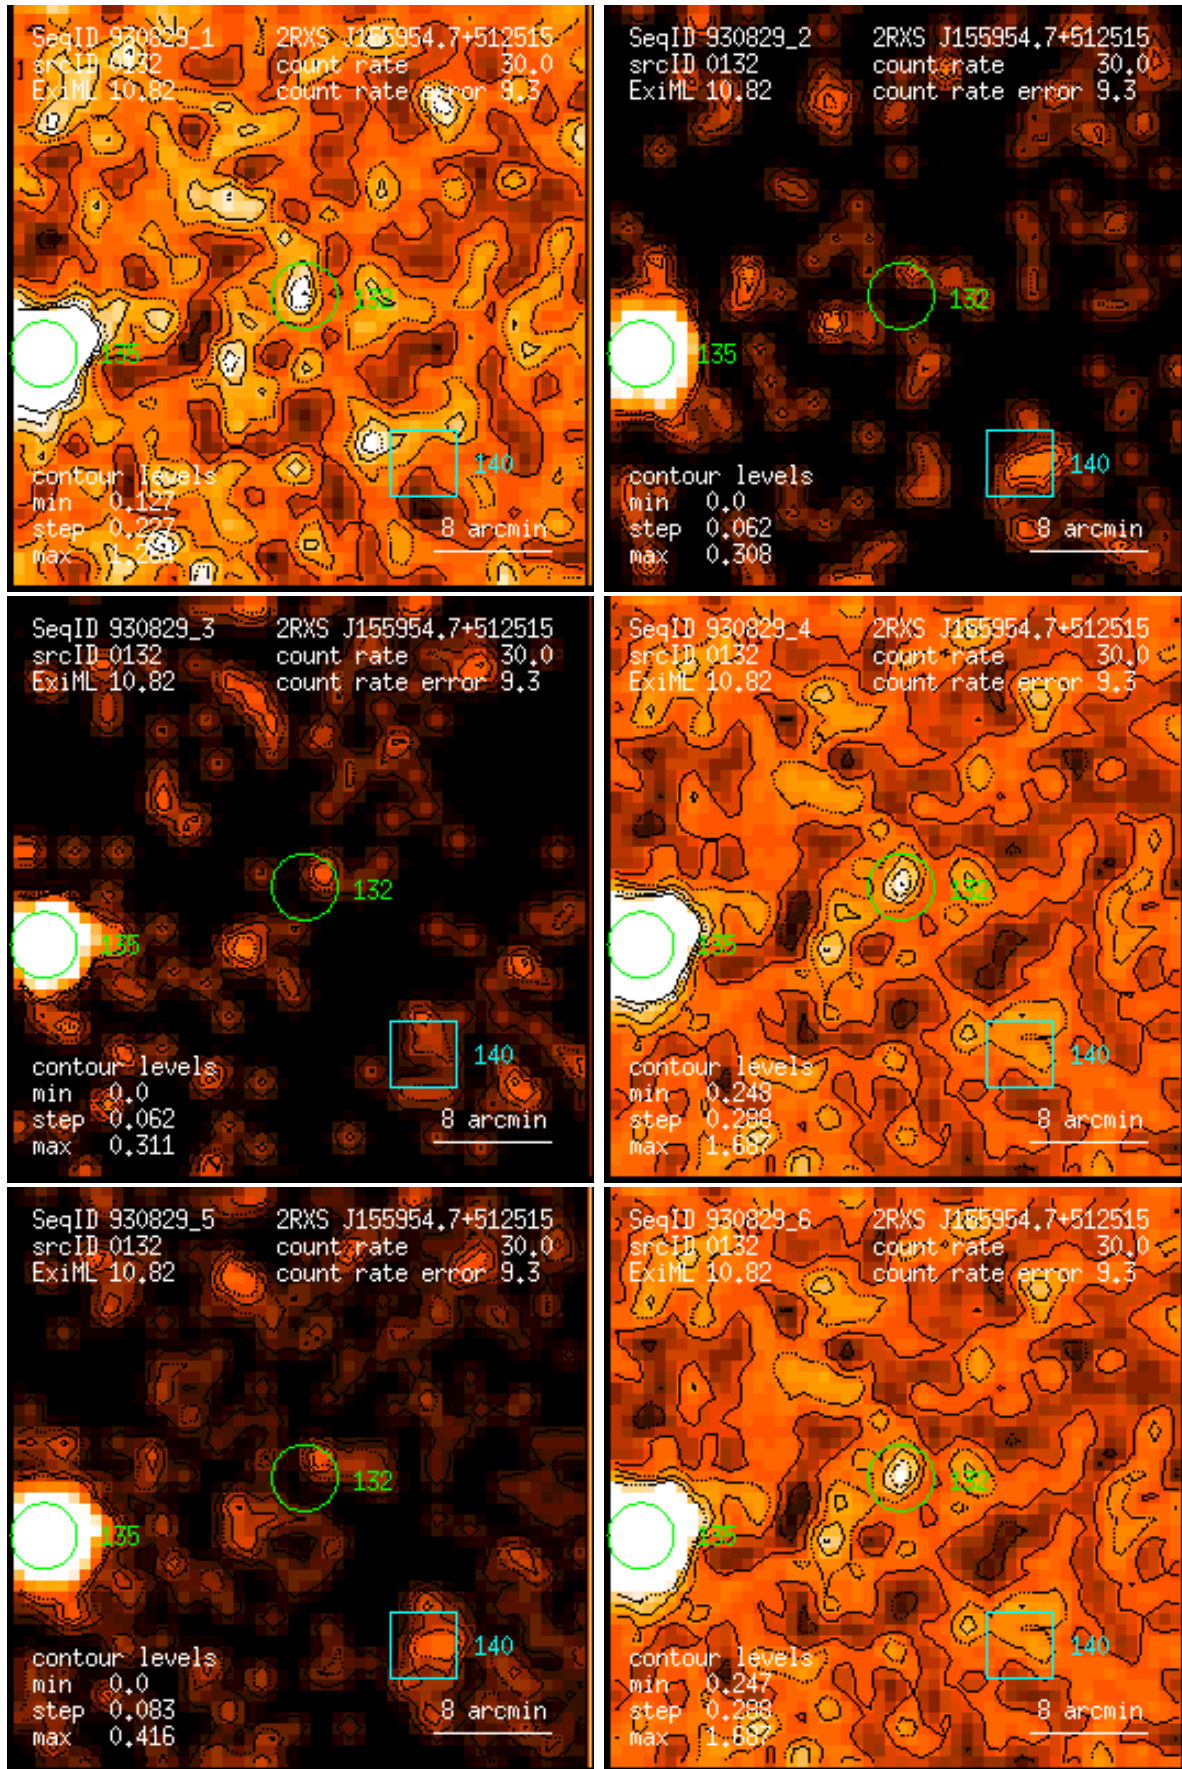 SeqID 930829_1 2RXS J155954.7+512515
srcID 0132 count rate 30.0
ExiML 10.82 count rate error 9.3
132
135
140
contour levels
min 0.127
step 0.227
max
8 arcmin
SeqID 930829_2 2RXS J155954.7+512515
srcID 0132 count rate 30.0
ExiML 10.82 count rate error 9.3
132
135
140
contour levels
min 0.0
step 0.062
max 0.308
8 arcmin
SeqID 930829_3 2RXS J155954.7+512515
srcID 0132 count rate 30.0
ExiML 10.82 count rate error 9.3
132
135
140
contour levels
min 0.0
step 0.062
max 0.311
8 arcmin
SeqID 930829_4 2RXS J155954.7+512515
srcID 0132 count rate 30.0
ExiML 10.82 count rate error 9.3
132
135
140
contour levels
min 0.248
step 0.288
max 1.687
8 arcmin
SeqID 930829_5 2RXS J155954.7+512515
srcID 0132 count rate 30.0
ExiML 10.82 count rate error 9.3
132
135
140
contour levels
min 0.0
step 0.083
max 0.416
8 arcmin
SeqID 930829_6 2RXS J155954.7+512515
srcID 0132 count rate 30.0
ExiML 10.82 count rate error 9.3
132
135
140
contour levels
min 0.247
step 0.288
max 1.687
8 arcmin